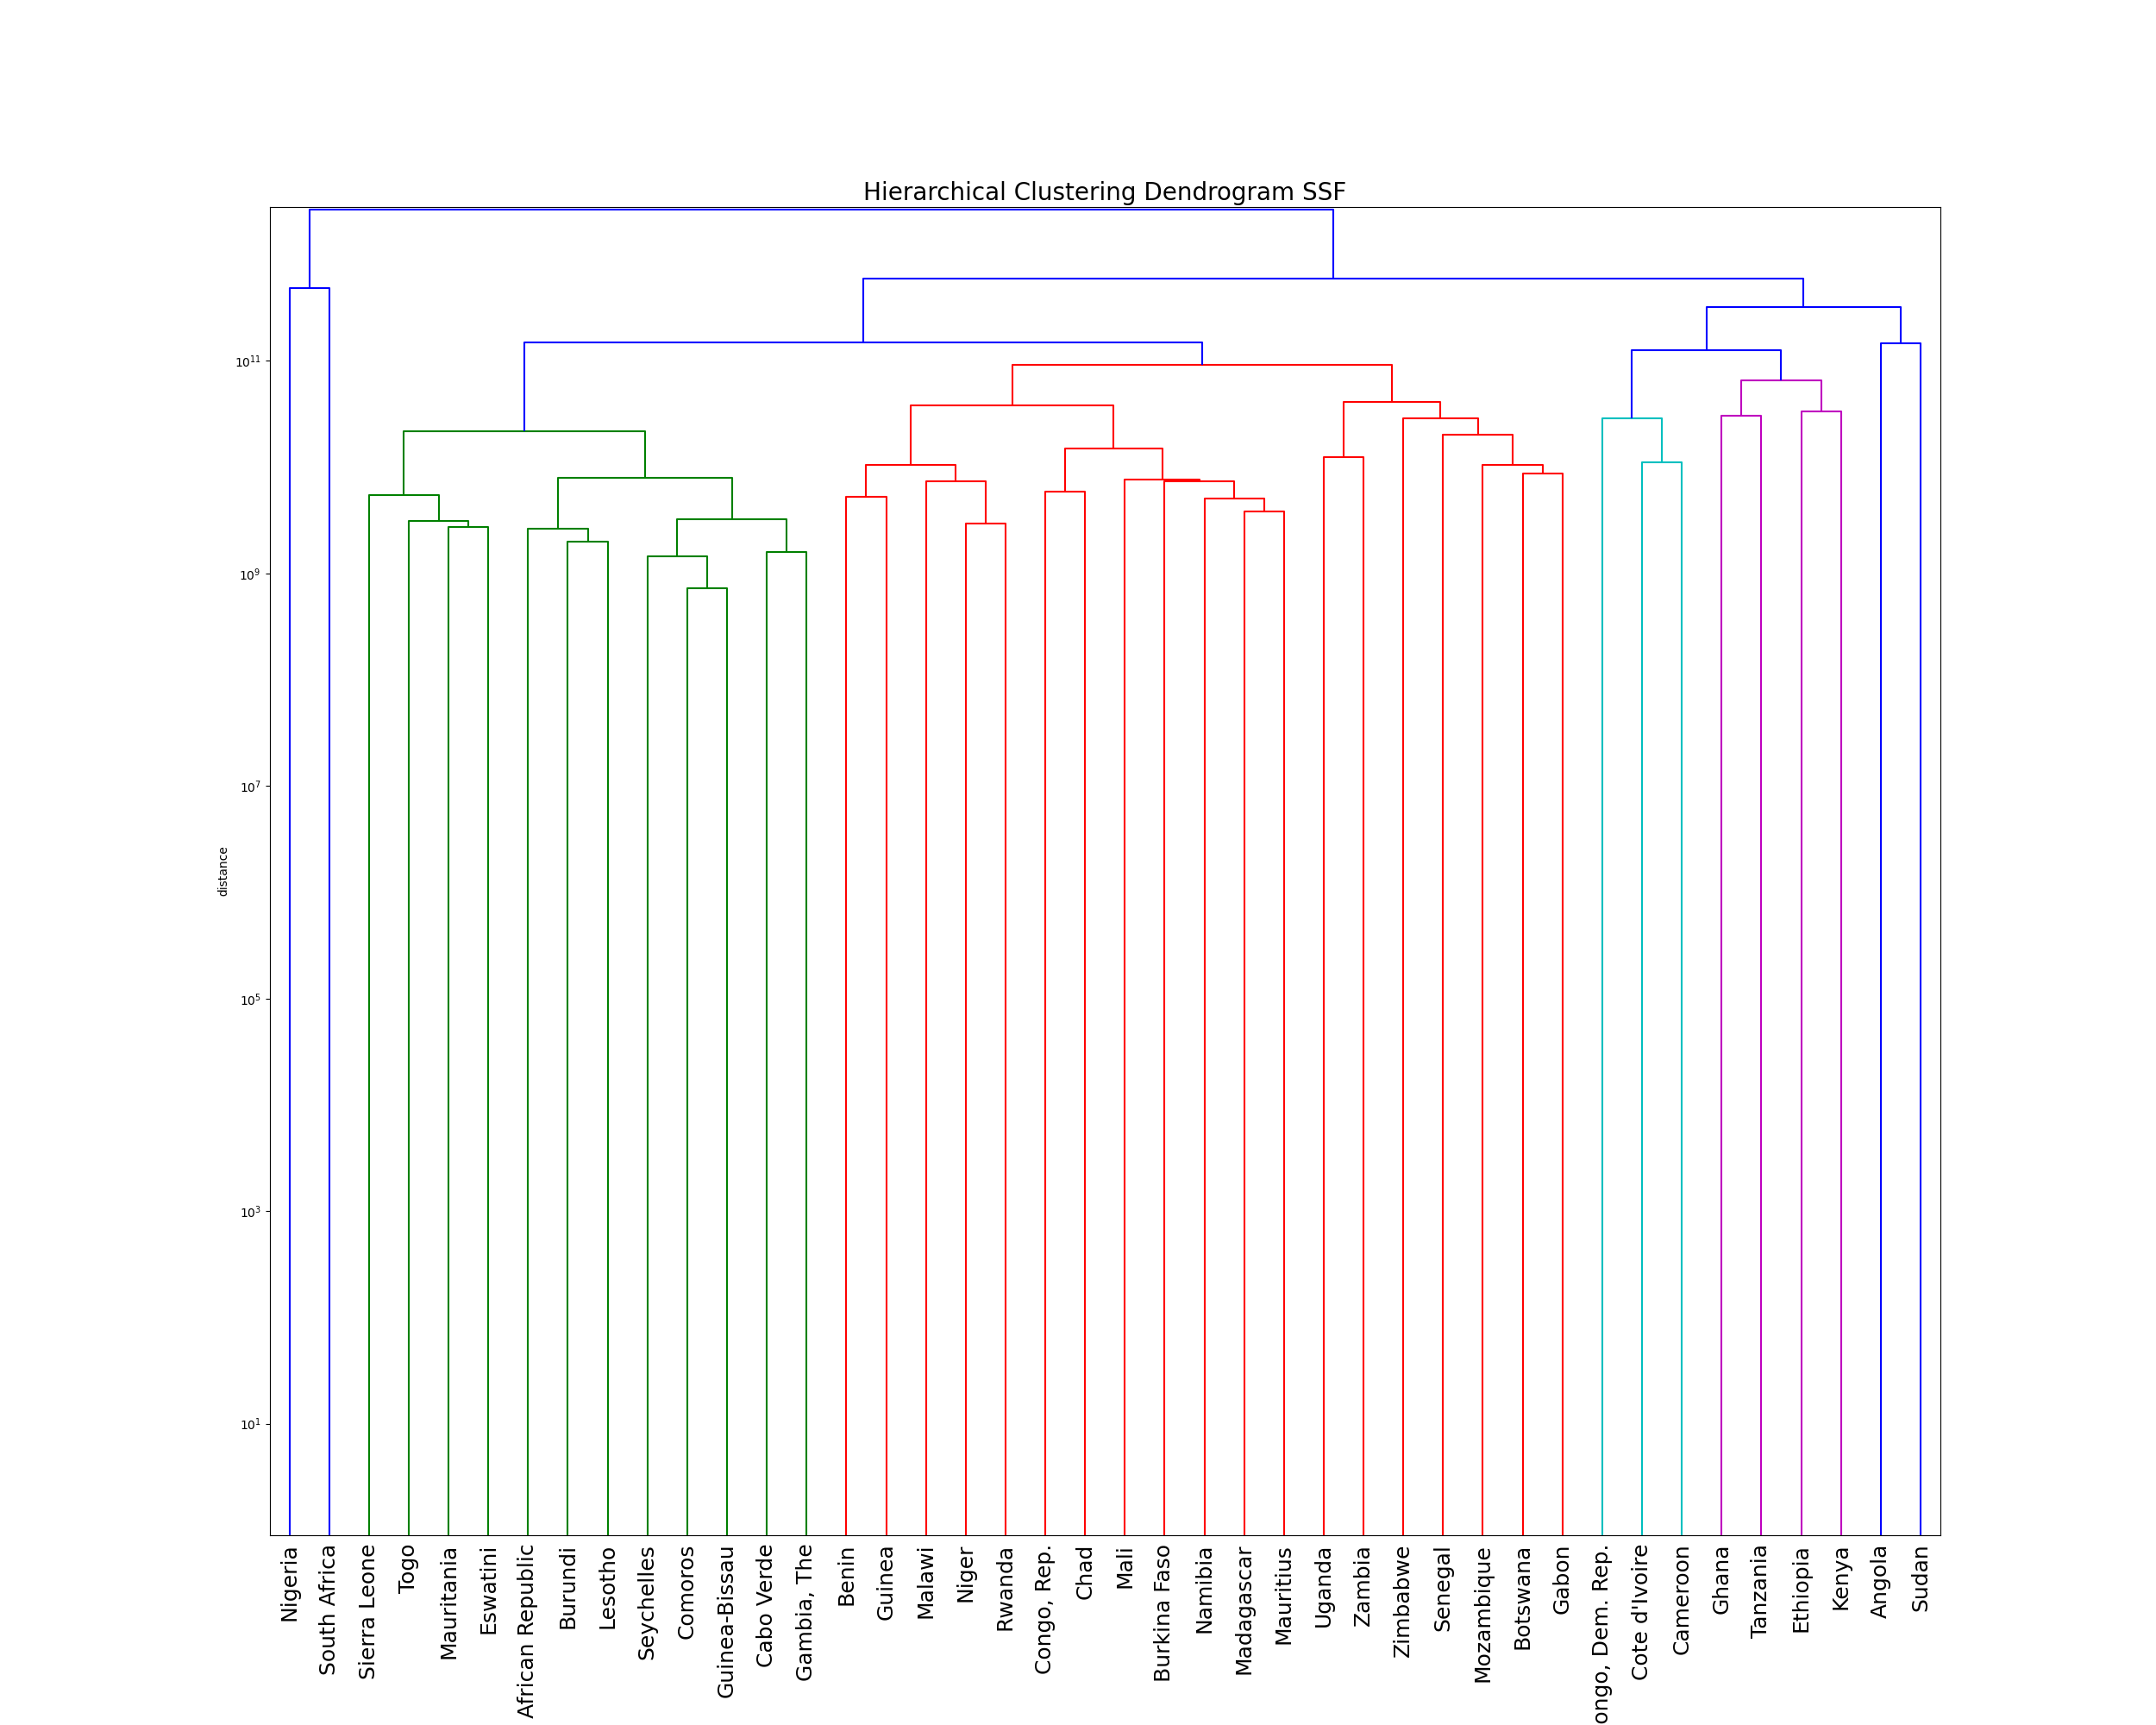 Hierarchical Clustering Dendrogram SSF
distance
10¹¹
10⁹
10⁷
10⁵
10³
10¹
Nigeria
South Africa
Sierra Leone
Togo
Mauritania
Eswatini
African Republic
Burundi
Lesotho
Seychelles
Comoros
Guinea-Bissau
Cabo Verde
Gambia, The
Benin
Guinea
Malawi
Niger
Rwanda
Congo, Rep.
Chad
Mali
Burkina Faso
Namibia
Madagascar
Mauritius
Uganda
Zambia
Zimbabwe
Senegal
Mozambique
Botswana
Gabon
ongo, Dem. Rep.
Cote d'Ivoire
Cameroon
Ghana
Tanzania
Ethiopia
Kenya
Angola
Sudan